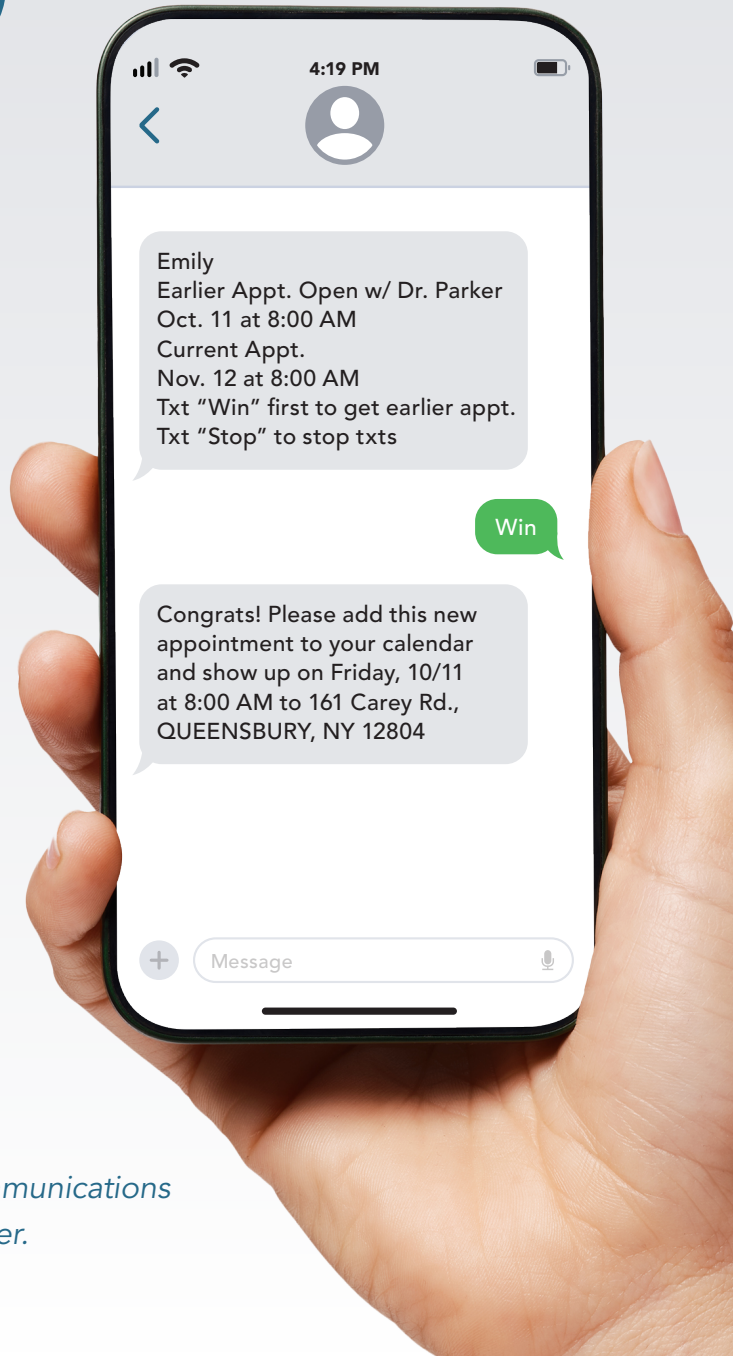 4:19 PM
Emily
Earlier Appt. Open w/ Dr. Parker
Oct. 11 at 8:00 AM
Current Appt.
Nov. 12 at 8:00 AM
Txt “Win” first to get earlier appt.
Txt “Stop” to stop txts
Win
Congrats! Please add this new
appointment to your calendar
and show up on Friday, 10/11
at 8:00 AM to 161 Carey Rd.,
QUEENSBURY, NY 12804
Message